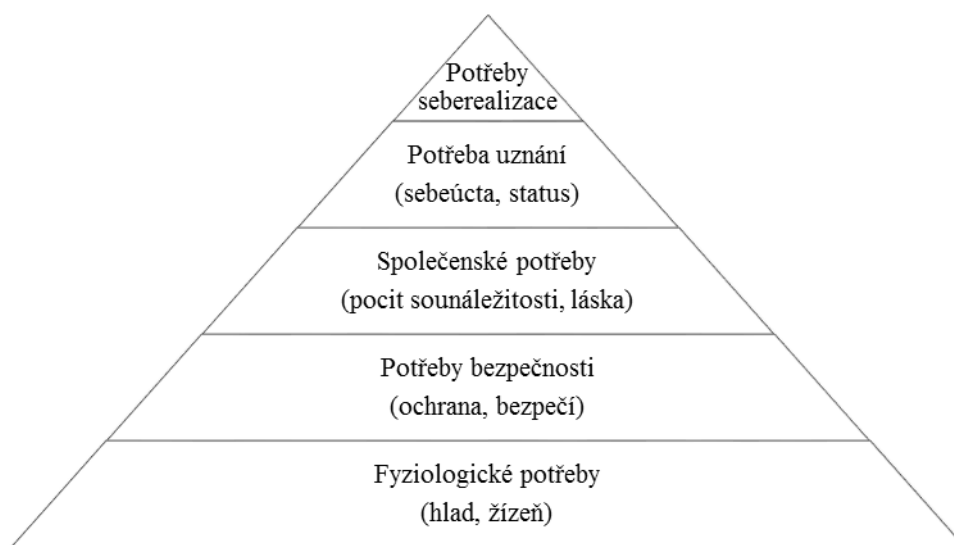 Potřeby
seberealizace
Potřeba uznání
(sebeúcta, status)
Společenské potřeby
(pocit sounáležitosti, láska)
Potřeby bezpečnosti
(ochrana, bezpečí)
Fyziologické potřeby
(hlad, žízeň)